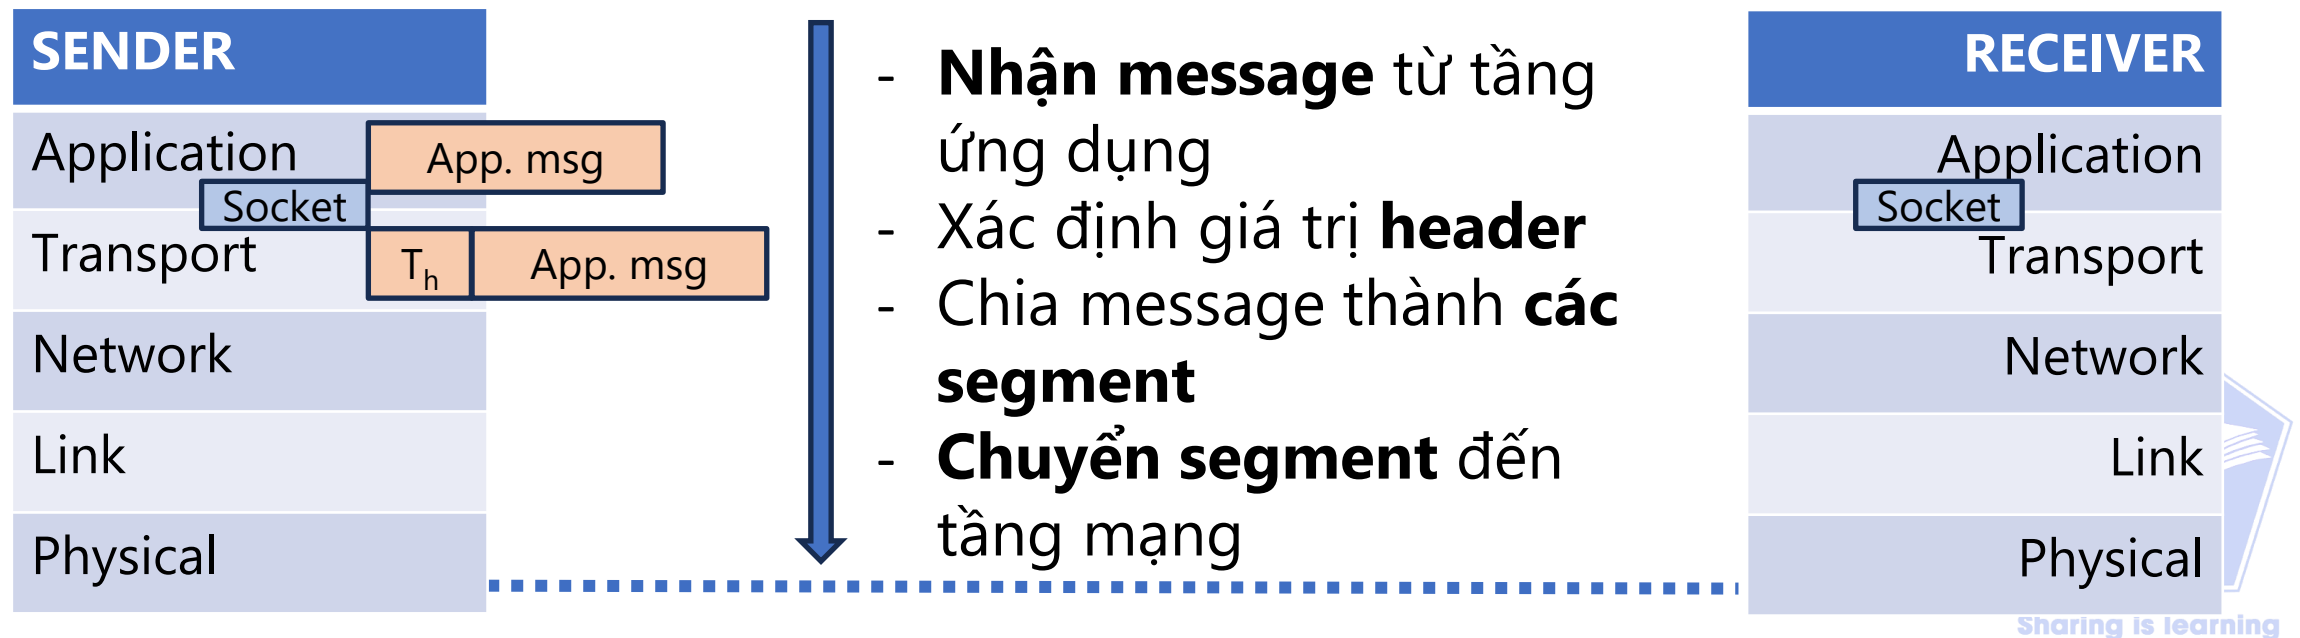 SENDER
Application
App. msg
Socket
Transport
Th
App. msg
Network
Link
Physical
- Nhận message từ tầng
ứng dụng
- Xác định giá trị header
- Chia message thành các
segment
- Chuyển segment đến
tầng mạng
RECEIVER
Application
Socket
Transport
Network
Link
Physical
Sharing is learning